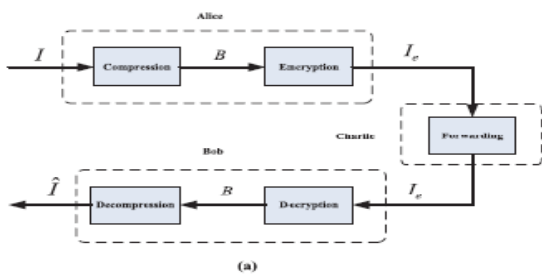 Alice
I Compression B Encryption I_e
Charlie
Forwarding
Bob
Î Decompression B Decryption I_e
(a)